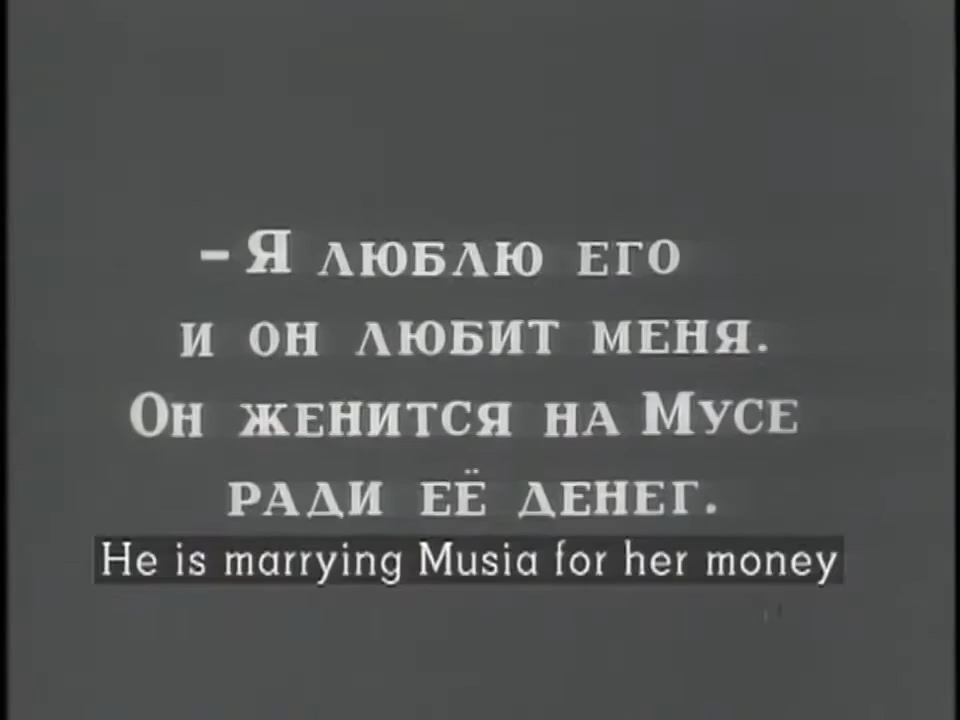 – Я люблю его
и он любит меня.
Он женится на Мусе
ради её денег.
He is marrying Musia for her money